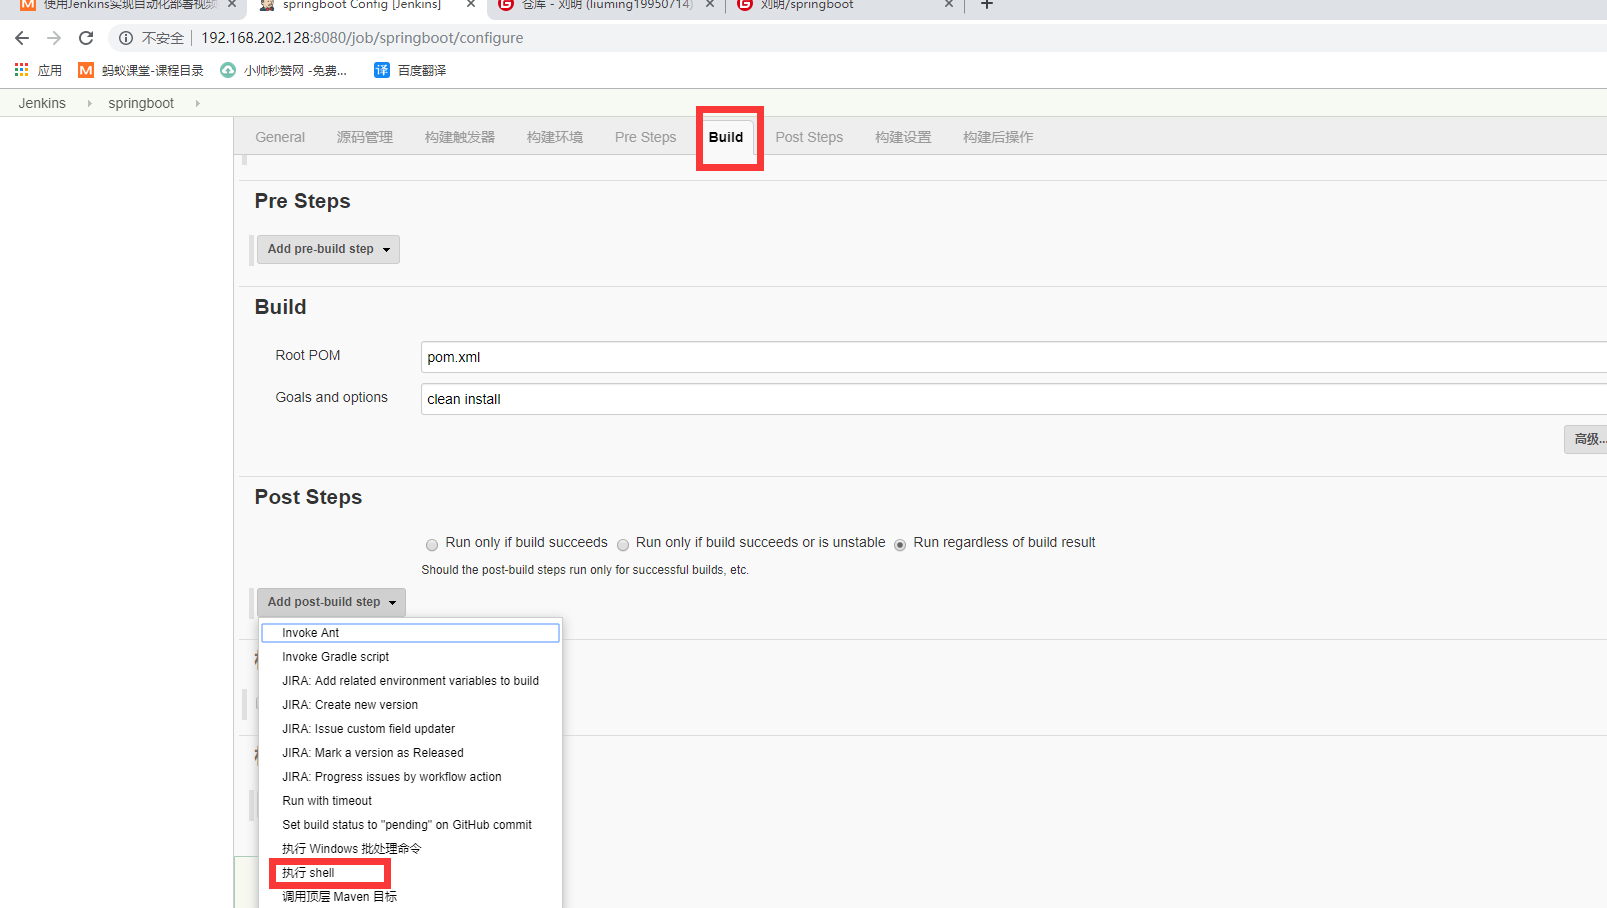 使用Jenkins实现自动化部署视频
springboot Config [Jenkins]
仓库 - 刘明 (liuming19950714)
刘明/springboot
不安全 | 192.168.202.128:8080/job/springboot/configure
应用
蚂蚁课堂-课程目录
小帅秒赞网 -免费...
译 百度翻译
Jenkins
springboot
General 源码管理 构建触发器 构建环境 Pre Steps Build Post Steps 构建设置 构建后操作
Pre Steps
Add pre-build step
Build
Root POM
pom.xml
Goals and options
clean install
高级...
Post Steps
Run only if build succeeds Run only if build succeeds or is unstable Run regardless of build result
Should the post-build steps run only for successful builds, etc.
Add post-build step
Invoke Ant
Invoke Gradle script
JIRA: Add related environment variables to build
JIRA: Create new version
JIRA: Issue custom field updater
JIRA: Mark a version as Released
JIRA: Progress issues by workflow action
Run with timeout
Set build status to "pending" on GitHub commit
执行 Windows 批处理命令
执行 shell
调用顶层 Maven 目标